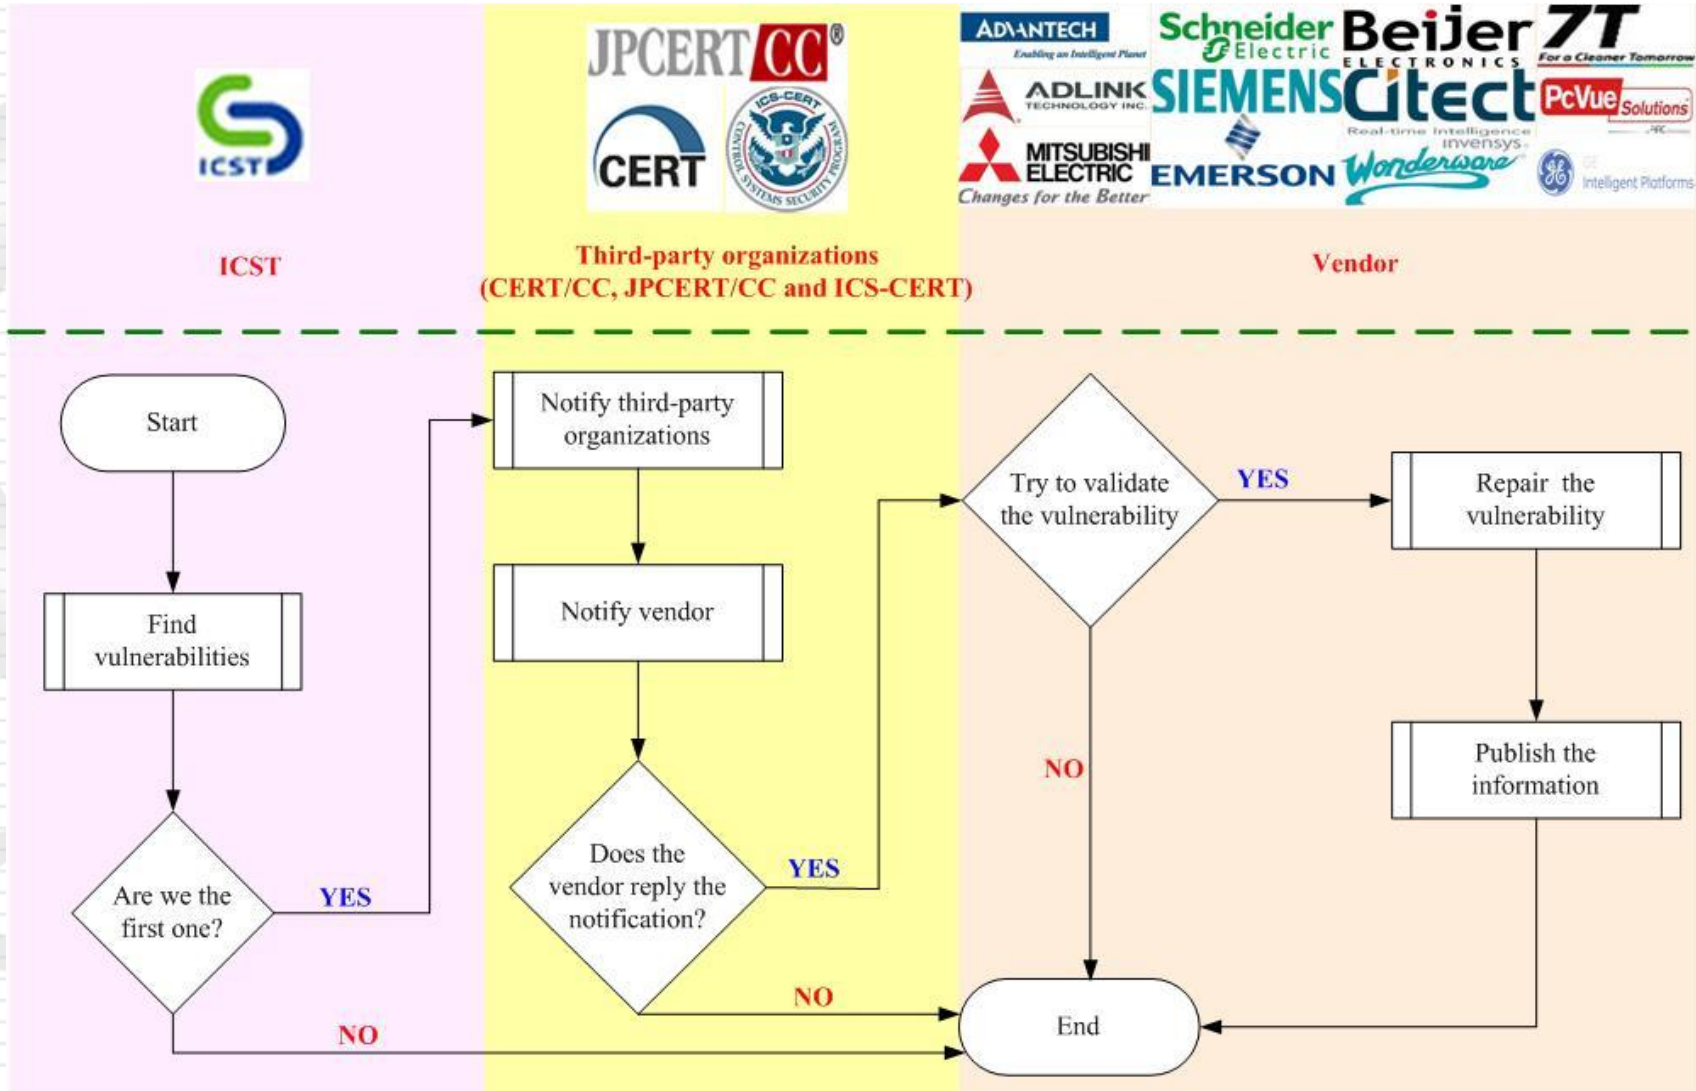 ICST
JPCERT CC®
CERT
ICS-CERT
CONTROL SYSTEMS SECURITY PROGRAM
ADVANTECH
Enabling an Intelligent Planet
Schneider
Electric
Beijer
ELECTRONICS
7T
For a Cleaner Tomorrow
ADLINK
TECHNOLOGY INC.
SIEMENS
Citect
PcVue Solutions
MITSUBISHI
ELECTRIC
Changes for the Better
EMERSON
Real-time Intelligence
invensys
Wonderware
GE
Intelligent Platforms
ICST
Third-party organizations
(CERT/CC, JPCERT/CC and ICS-CERT)
Vendor
Start
Find
vulnerabilities
Are we the
first one?
YES
NO
Notify third-party
organizations
Notify vendor
Does the
vendor reply the
notification?
YES
NO
Try to validate
the vulnerability
YES
NO
Repair the
vulnerability
Publish the
information
End